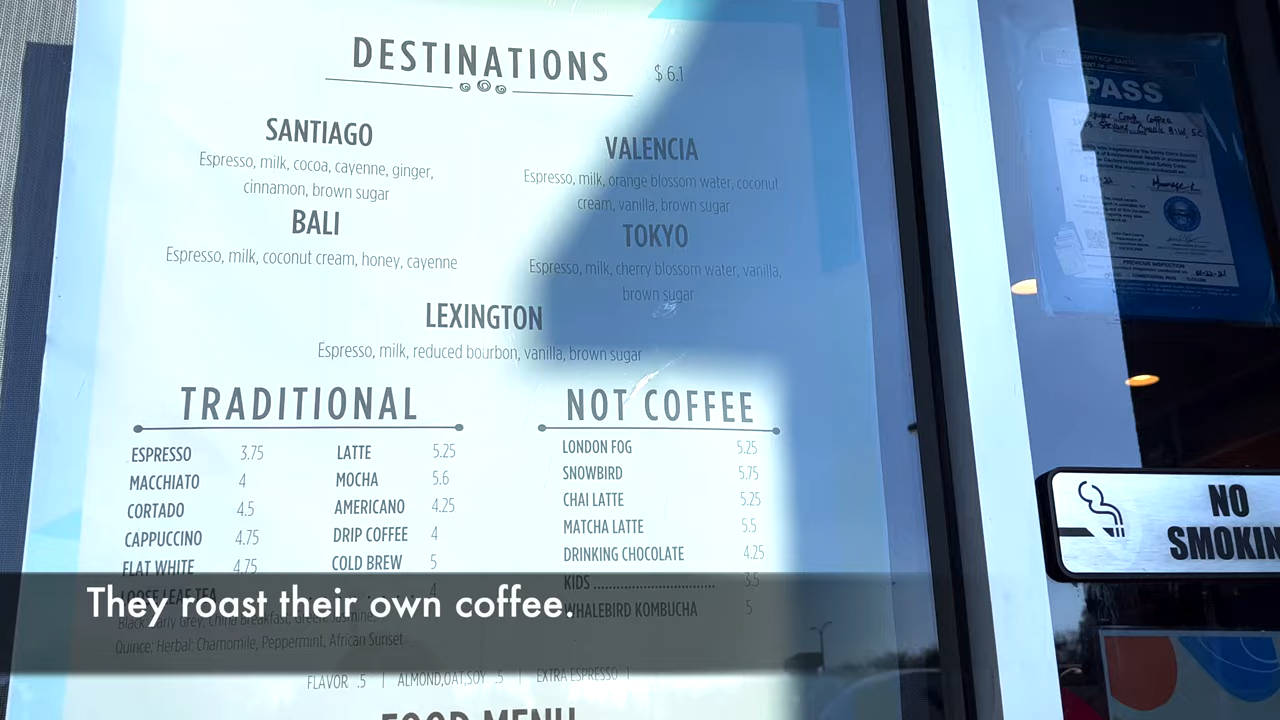 DESTINATIONS $ 6.1
SANTIAGO
Espresso, milk, cocoa, cayenne, ginger,
cinnamon, brown sugar
VALENCIA
Espresso, milk, orange blossom water, coconut
cream, vanilla, brown sugar
BALI
Espresso, milk, coconut cream, honey, cayenne
TOKYO
Espresso, milk, cherry blossom water, vanilla,
brown sugar
LEXINGTON
Espresso, milk, reduced bourbon, vanilla, brown sugar
TRADITIONAL
ESPRESSO 3.75
MACCHIATO 4
CORTADO 4.5
CAPPUCCINO 4.75
FLAT WHITE 4.75
LATTE 5.25
MOCHA 5.6
AMERICANO 4.25
DRIP COFFEE 4
COLD BREW 5
LOOSE LEAF TEA 4
Black: Early Grey, China Breakfast, Green: Jasmine,
Quince: Herbal: Chamomile, Peppermint, African Sunset
NOT COFFEE
LONDON FOG 5.25
SNOWBIRD 5.75
CHAI LATTE 5.25
MATCHA LATTE 5.5
DRINKING CHOCOLATE 4.25
KIDS ................................ 3.5
WHALEBIRD KOMBUCHA 5
FLAVOR .5 | ALMOND,OAT,SOY .5 | EXTRA ESPRESSO 1
FOOD MENU
They roast their own coffee.
PASS
PREVIOUS INSPECTION
NO
SMOKIN